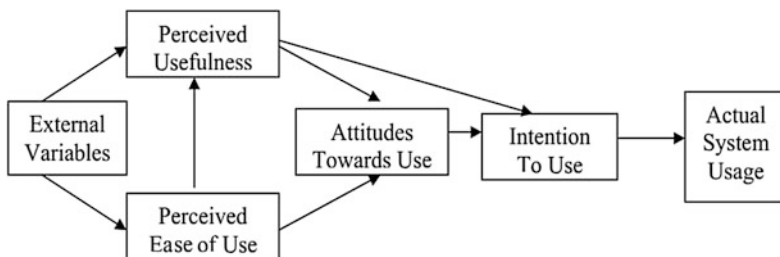 Perceived
Usefulness
External
Variables
Attitudes
Towards Use
Intention
To Use
Actual
System
Usage
Perceived
Ease of Use